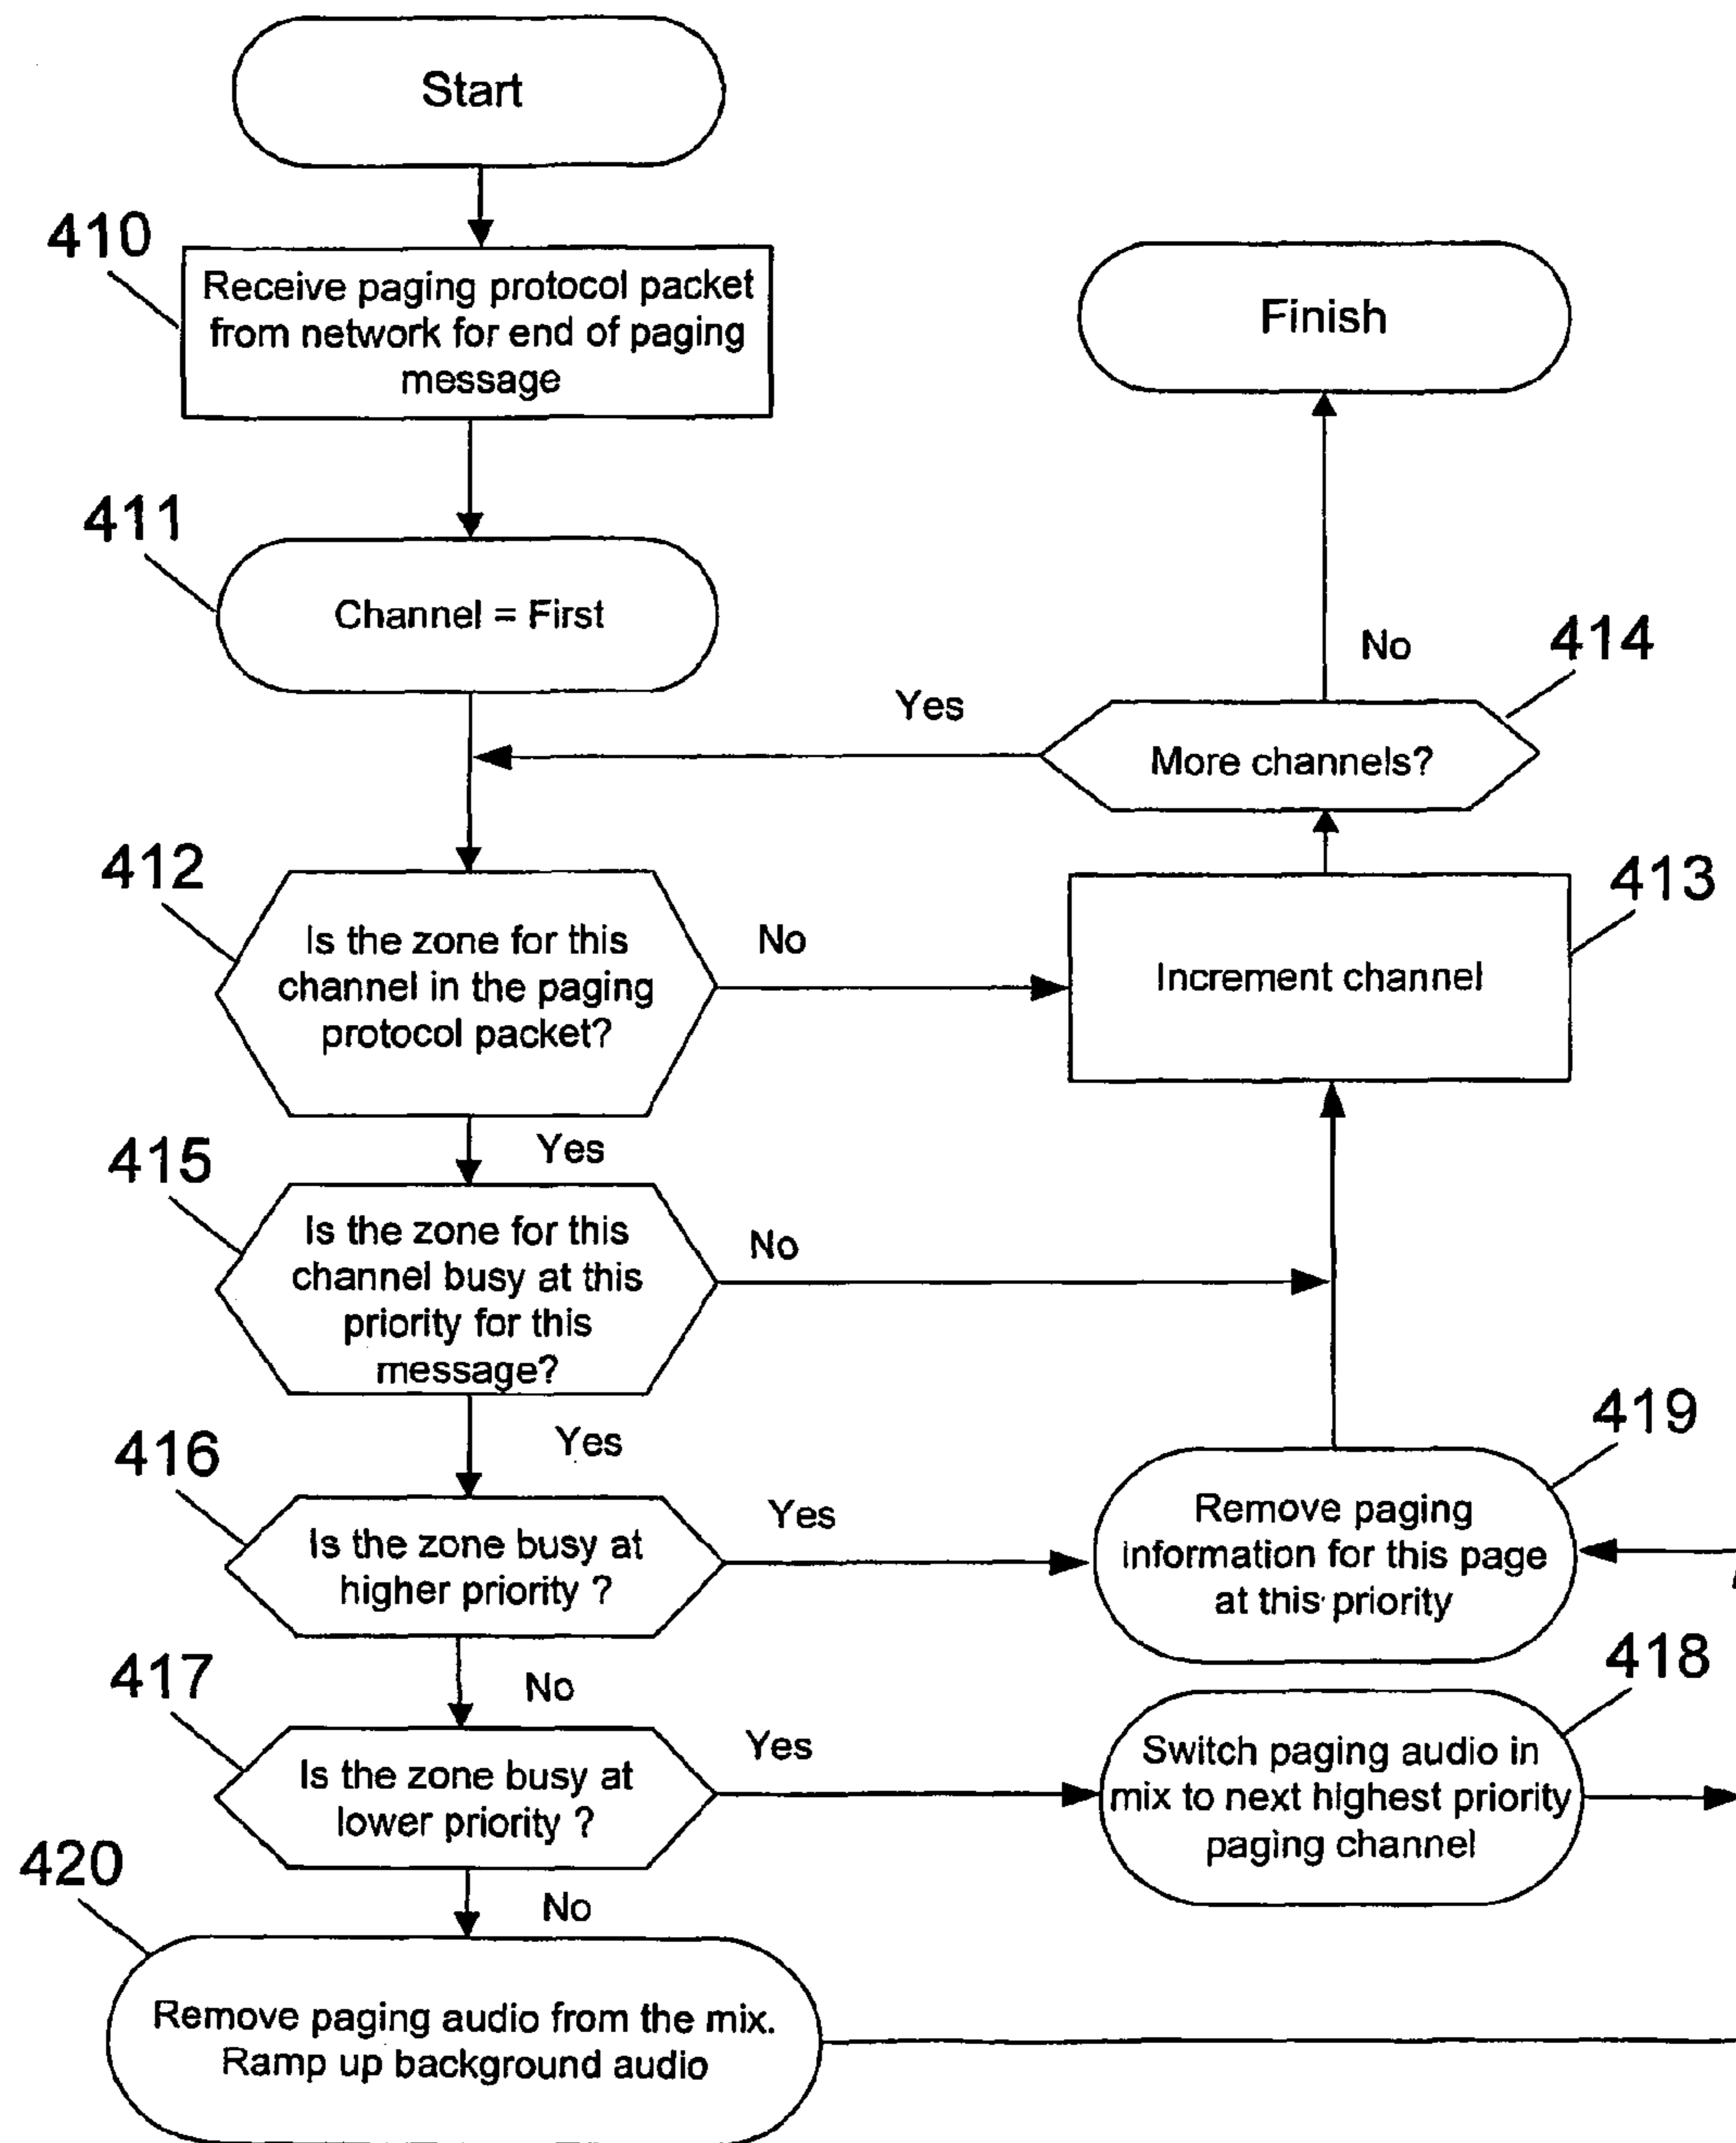 Start
410
Receive paging protocol packet
from network for end of paging
message
Finish
411
Channel = First
No
414
Yes
More channels?
412
Is the zone for this
channel in the paging
protocol packet?
No
413
Increment channel
Yes
415
Is the zone for this
channel busy at this
priority for this
message?
No
Yes
416
Is the zone busy at
higher priority ?
Yes
419
Remove paging
information for this page
at this priority
No
417
Is the zone busy at
lower priority ?
Yes
418
Switch paging audio in
mix to next highest priority
paging channel
No
420
Remove paging audio from the mix.
Ramp up background audio